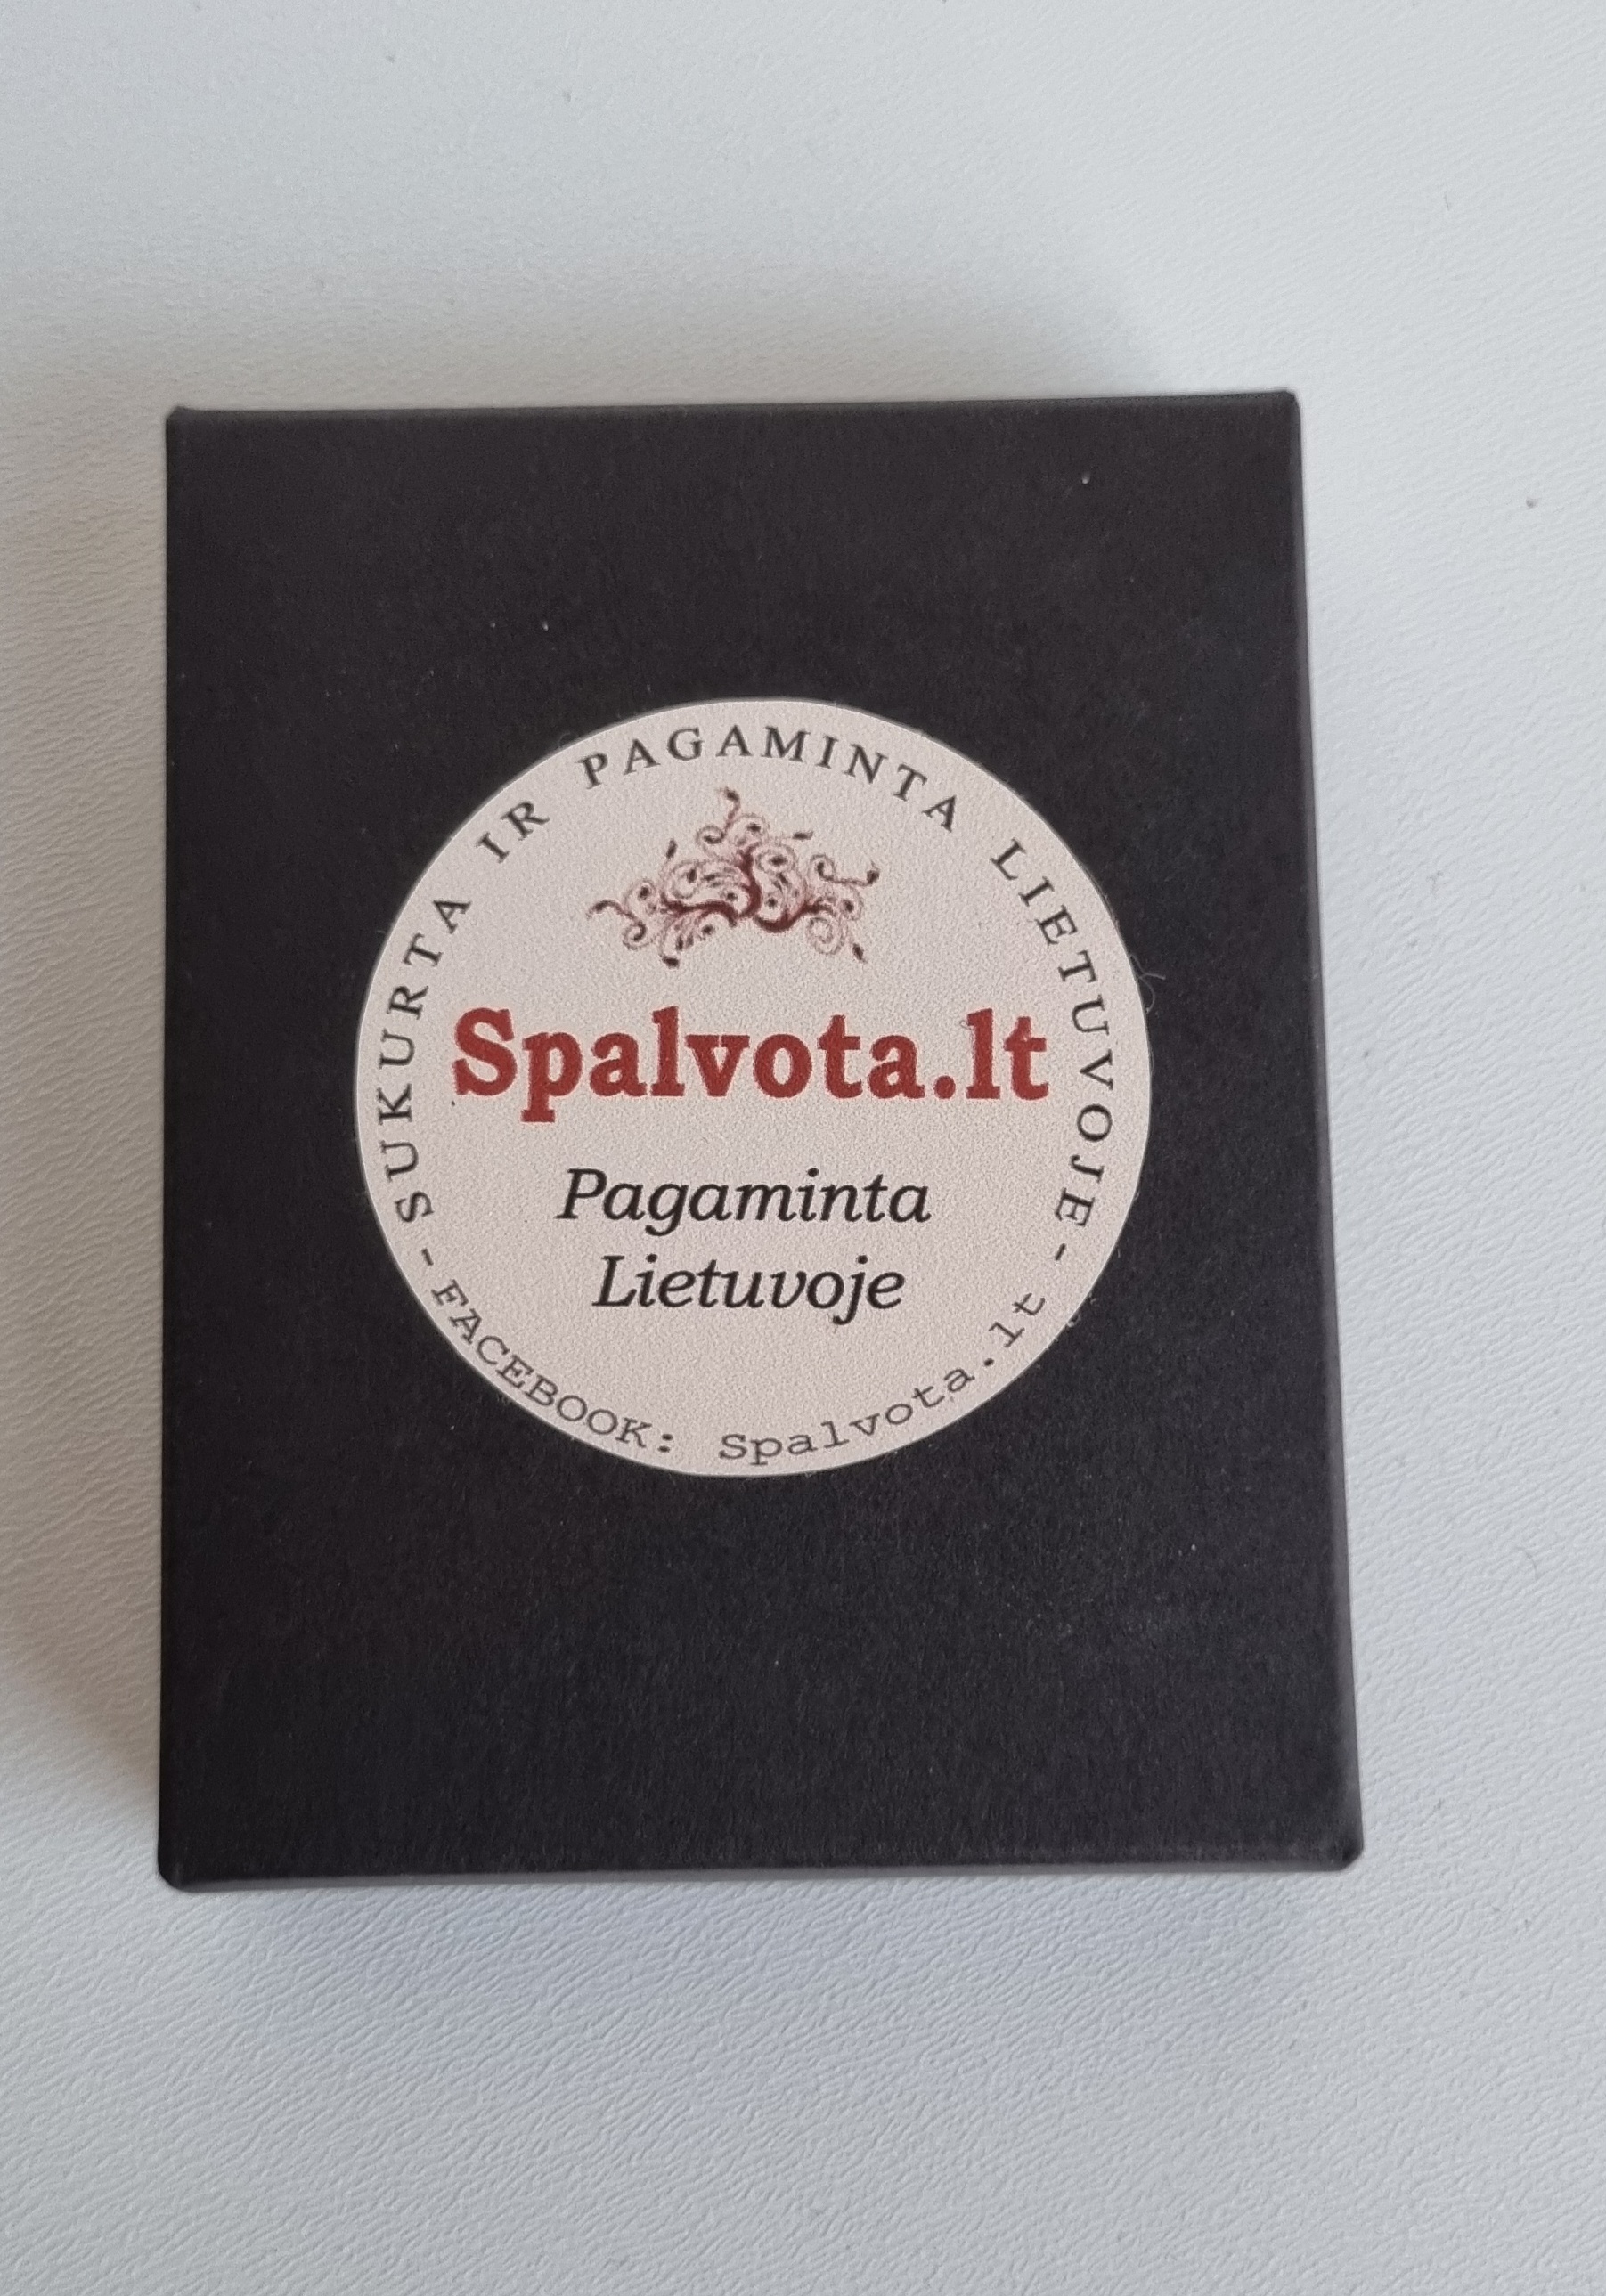 SUKURTA IR PAGAMINTA LIETUVOJE -
Spalvota.lt
Pagaminta
Lietuvoje
- FACEBOOK: Spalvota.lt